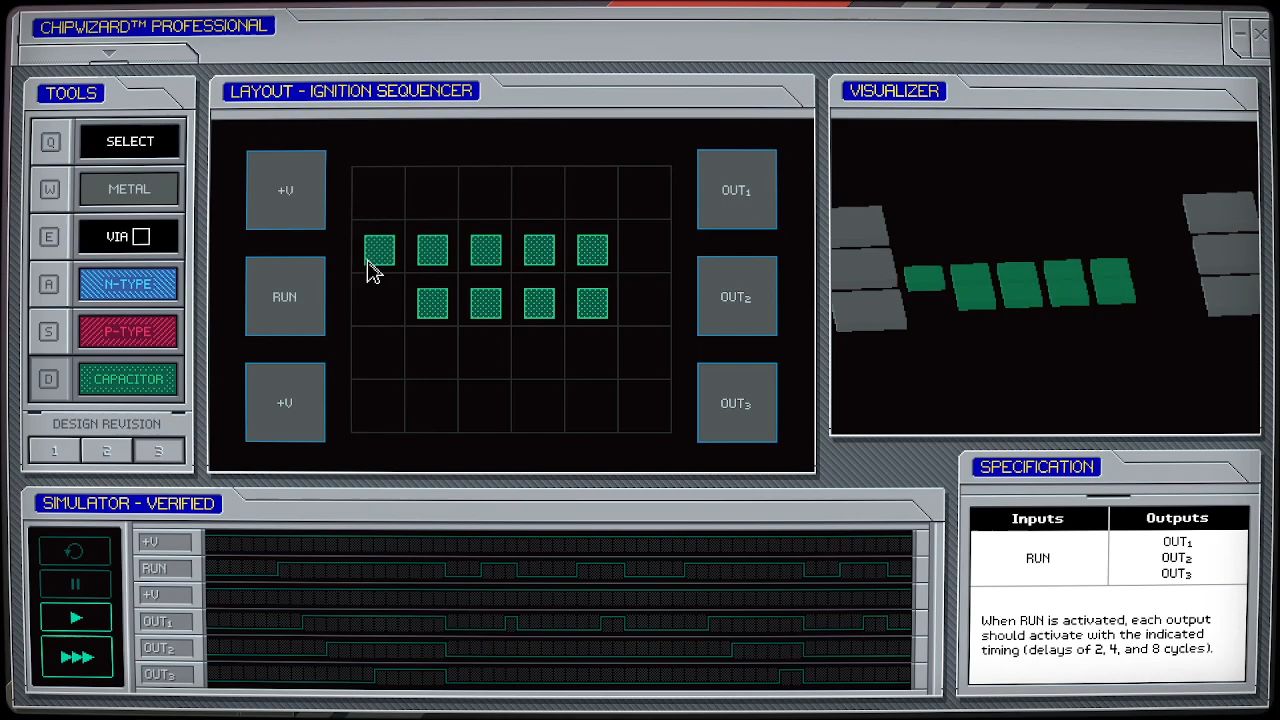 CHIPWIZARD™ PROFESSIONAL
TOOLS
Q SELECT
W METAL
E VIA
A N-TYPE
S P-TYPE
D CAPACITOR
DESIGN REVISION
1 2 3
LAYOUT - IGNITION SEQUENCER
+V
RUN
+V
OUT₁
OUT₂
OUT₃
VISUALIZER
SIMULATOR - VERIFIED
+V
RUN
+V
OUT₁
OUT₂
OUT₃
SPECIFICATION
Inputs Outputs
RUN
OUT₁
OUT₂
OUT₃
When RUN is activated, each output
should activate with the indicated
timing (delays of 2, 4, and 8 cycles).